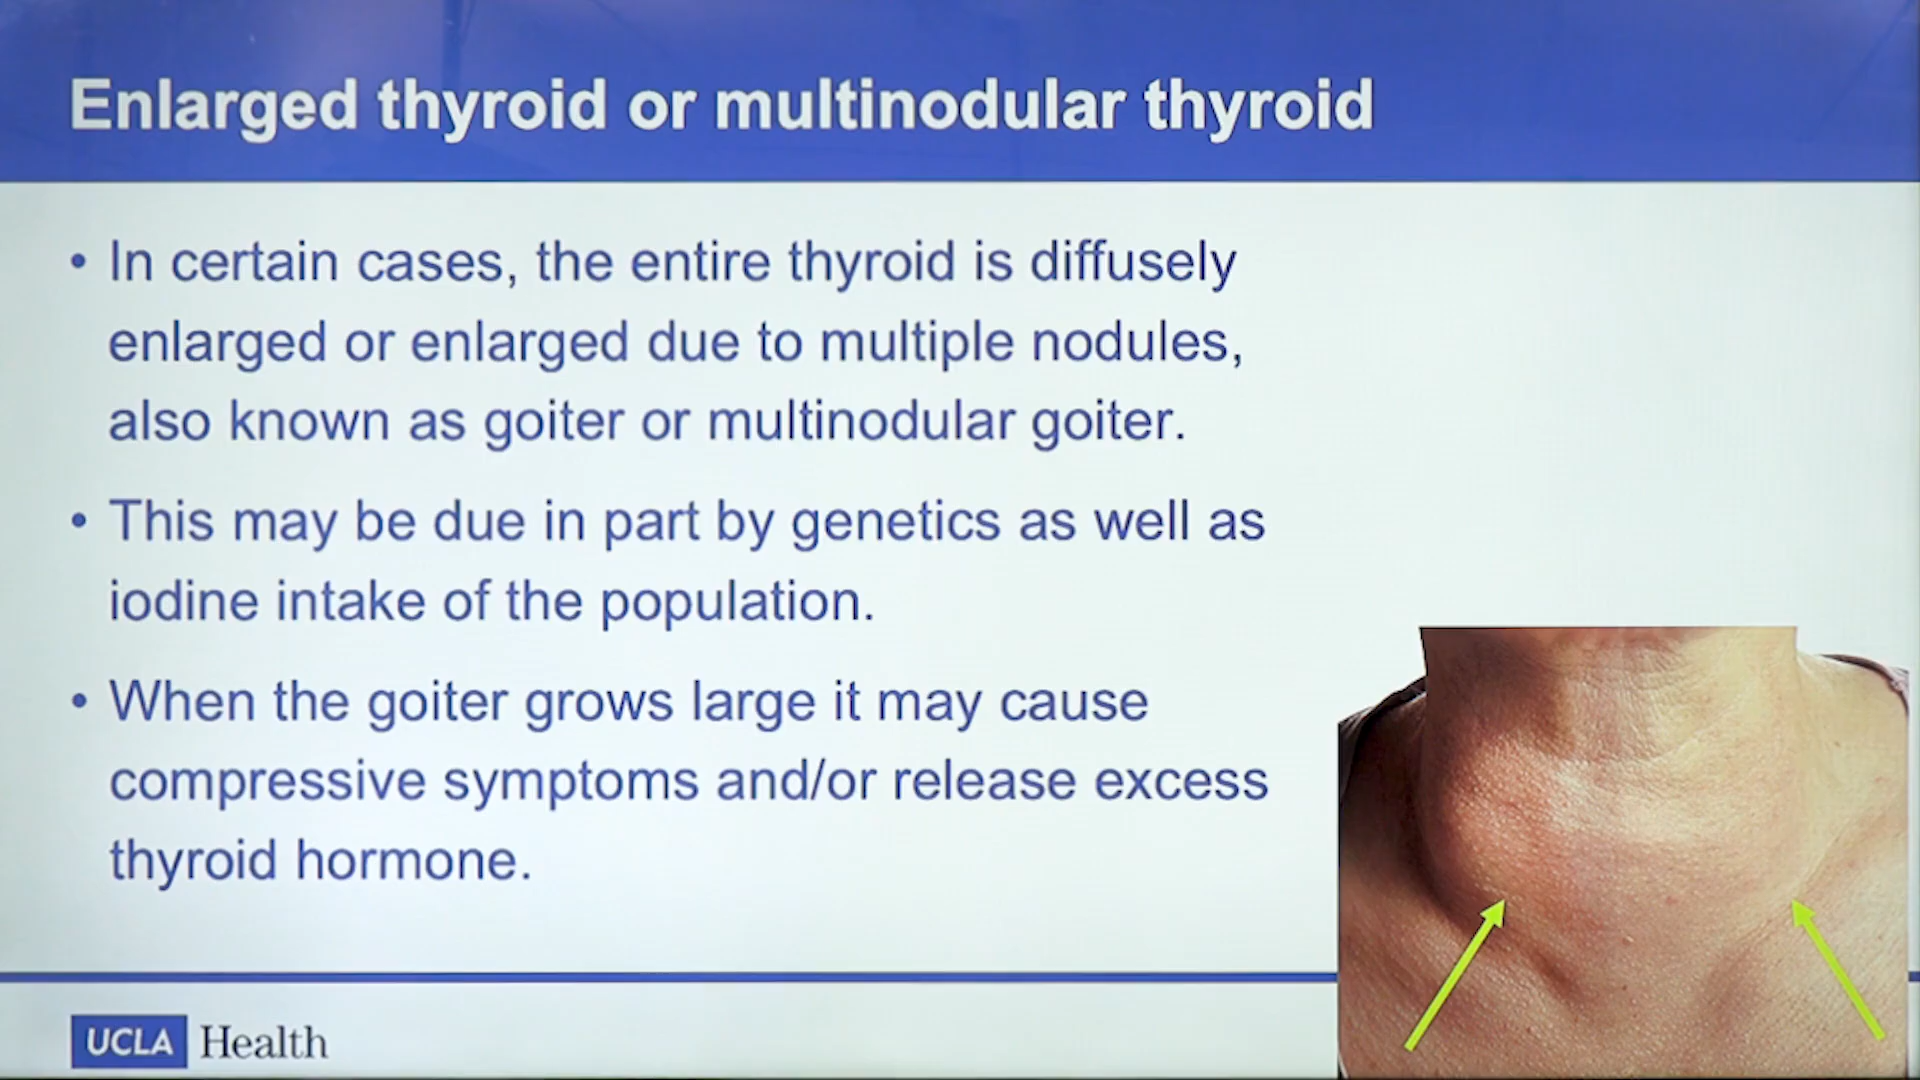 Enlarged thyroid or multinodular thyroid
• In certain cases, the entire thyroid is diffusely
enlarged or enlarged due to multiple nodules,
also known as goiter or multinodular goiter.
• This may be due in part by genetics as well as
iodine intake of the population.
• When the goiter grows large it may cause
compressive symptoms and/or release excess
thyroid hormone.
UCLA Health